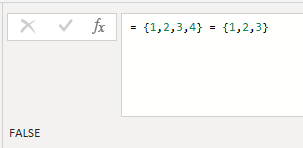 fx = {1,2,3,4} = {1,2,3}
FALSE